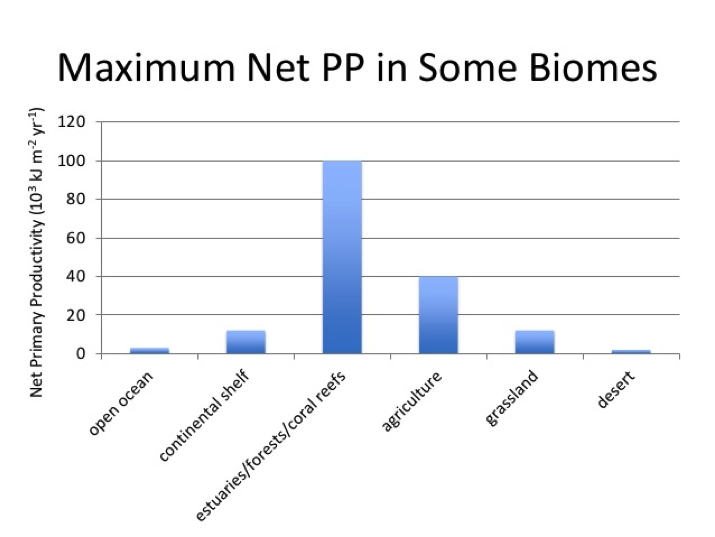 Maximum Net PP in Some Biomes
Net Primary Productivity (10³ kJ m⁻² yr⁻¹)
120
100
80
60
40
20
0
open ocean
continental shelf
estuaries/forests/coral reefs
agriculture
grassland
desert